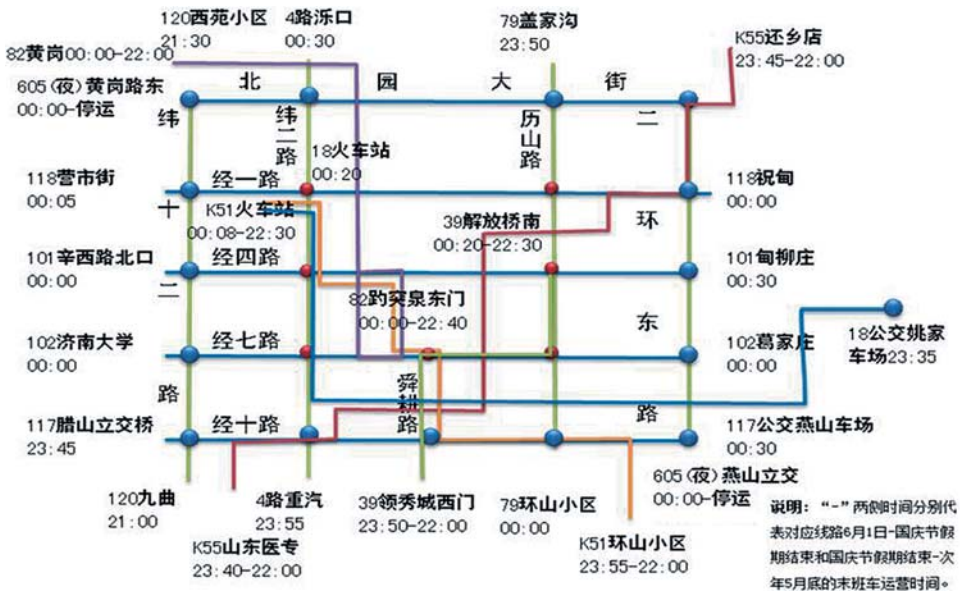 120西苑小区
21:30
4路泺口
00:30
79盖家沟
23:50
K55还乡店
23:45-22:00
82黄岗00:00-22:00
605(夜)黄岗路东
00:00-停运
北园大街
纬十二路
纬二路
历山路
二环东路
18火车站
00:20
118营市街
00:05
经一路
118祝甸
00:00
K51火车站
00:08-22:30
39解放桥南
00:20-22:30
101辛西路北口
00:00
经四路
101甸柳庄
00:30
82趵突泉东门
00:00-22:40
18公交姚家
车场23:35
102济南大学
00:00
经七路
102葛家庄
00:00
舜耕路
117腊山立交桥
23:45
经十路
117公交燕山车场
00:30
605(夜)燕山立交
00:00-停运
120九曲
21:00
4路重汽
23:55
39领秀城西门
23:50-22:00
79环山小区
00:00
K55山东医专
23:40-22:00
K51环山小区
23:55-22:00
说明：“-”两侧时间分别代
表对应线路6月1日-国庆节假
期结束和国庆节假期结束-次
年5月底的末班车运营时间。